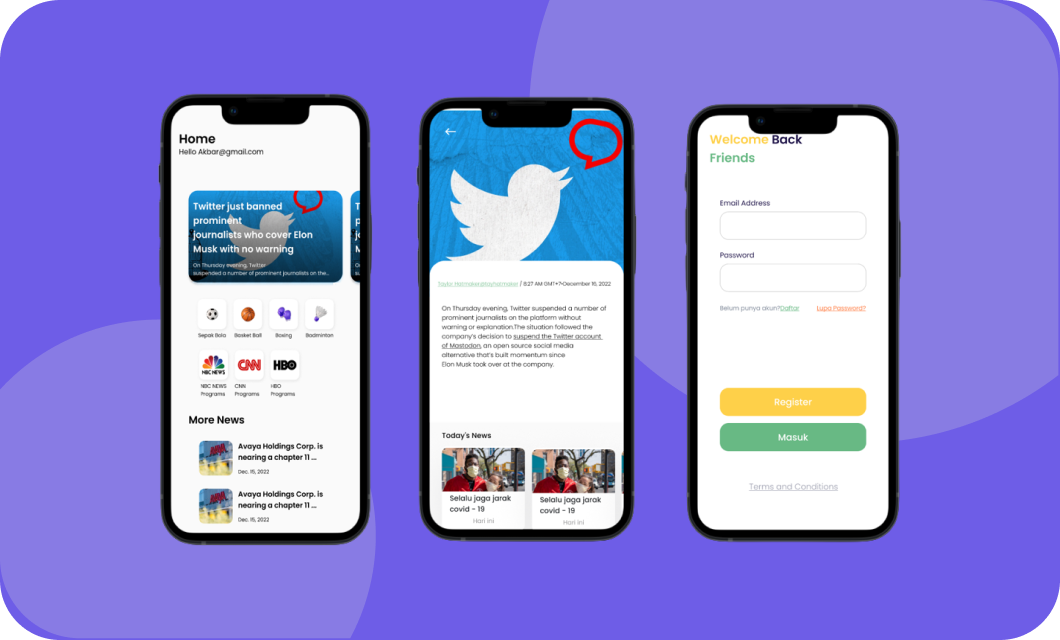 Home
Hello Akbar@gmail.com
Twitter just banned
prominent
journalists who cover Elon
Musk with no warning
On Thursday evening, Twitter
suspended a number of prominent journalists on the...
Sepak Bola
Basket Ball
Boxing
Badminton
NBC NEWS
CNN
HBO
NBC NEWS
Programs
CNN
Programs
HBO
Programs
More News
Avaya Holdings Corp. is
nearing a chapter 11 ...
Dec. 15, 2022
Avaya Holdings Corp. is
nearing a chapter 11 ...
Dec. 15, 2022
/ 8:27 AM GMT+7•December 16, 2022
On Thursday evening, Twitter suspended a number of
prominent journalists on the platform without
warning or explanation.The situation followed the
company's decision to suspend the Twitter account
of Mastodon, an open source social media
alternative that's built momentum since
Elon Musk took over at the company.
Today's News
Selalu jaga jarak
covid - 19
Hari ini
Selalu jaga jarak
covid - 19
Hari ini
Welcome Back
Friends
Email Address
Password
Belum punya akun?Daftar
Lupa Password?
Register
Masuk
Terms and Conditions